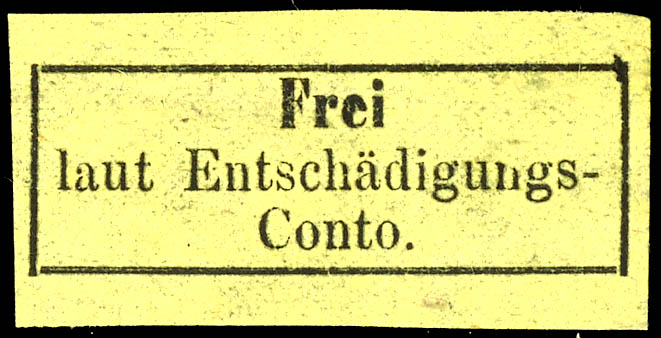 Frei
laut Entschädigungs-
Conto.